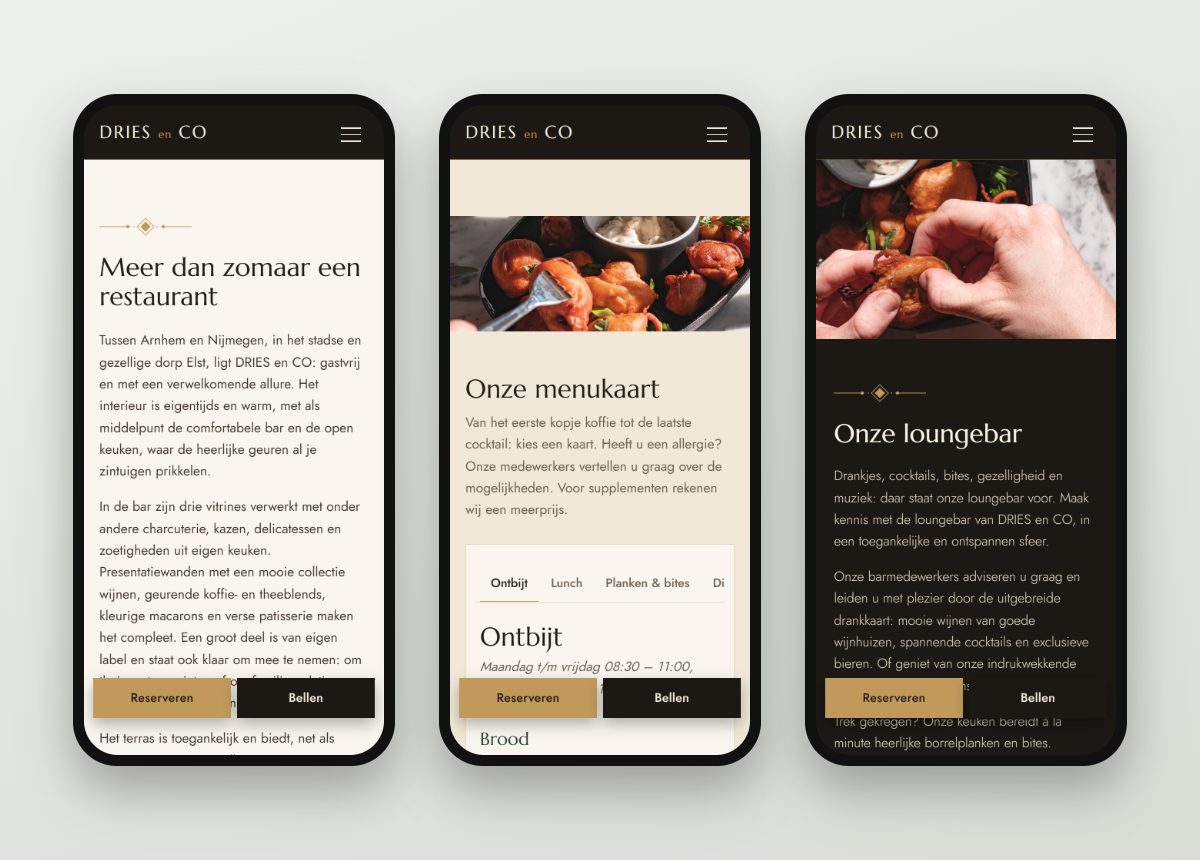 DRIES en CO
Meer dan zomaar een
restaurant
Tussen Arnhem en Nijmegen, in het stadse en
gezellige dorp Elst, ligt DRIES en CO: gastvrij
en met een verwelkomende allure. Het
interieur is eigentijds en warm, met als
middelpunt de comfortabele bar en de open
keuken, waar de heerlijke geuren al je
zintuigen prikkelen.
In de bar zijn drie vitrines verwerkt met onder
andere charcuterie, kazen, delicatessen en
zoetigheden uit eigen keuken.
Presentatiewanden met een mooie collectie
wijnen, geurende koffie- en theeblends,
kleurige macarons en verse patisserie maken
het compleet. Een groot deel is van eigen
label en staat ook klaar om mee te nemen: om
Reserveren
Bellen
Het terras is toegankelijk en biedt, net als
DRIES en CO
Onze menukaart
Van het eerste kopje koffie tot de laatste
cocktail: kies een kaart. Heeft u een allergie?
Onze medewerkers vertellen u graag over de
mogelijkheden. Voor supplementen rekenen
wij een meerprijs.
Ontbijt Lunch Planken & bites Di
Ontbijt
Maandag t/m vrijdag 08:30 – 11:00,
Reserveren
Bellen
Brood
DRIES en CO
Onze loungebar
Drankjes, cocktails, bites, gezelligheid en
muziek: daar staat onze loungebar voor. Maak
kennis met de loungebar van DRIES en CO, in
een toegankelijke en ontspannen sfeer.
Onze barmedewerkers adviseren u graag en
leiden u met plezier door de uitgebreide
drankkaart: mooie wijnen van goede
wijnhuizen, spannende cocktails en exclusieve
bieren. Of geniet van onze indrukwekkende
Reserveren
Bellen
Trek gekregen? Onze keuken bereidt à la
minute heerlijke borrelplanken en bites.